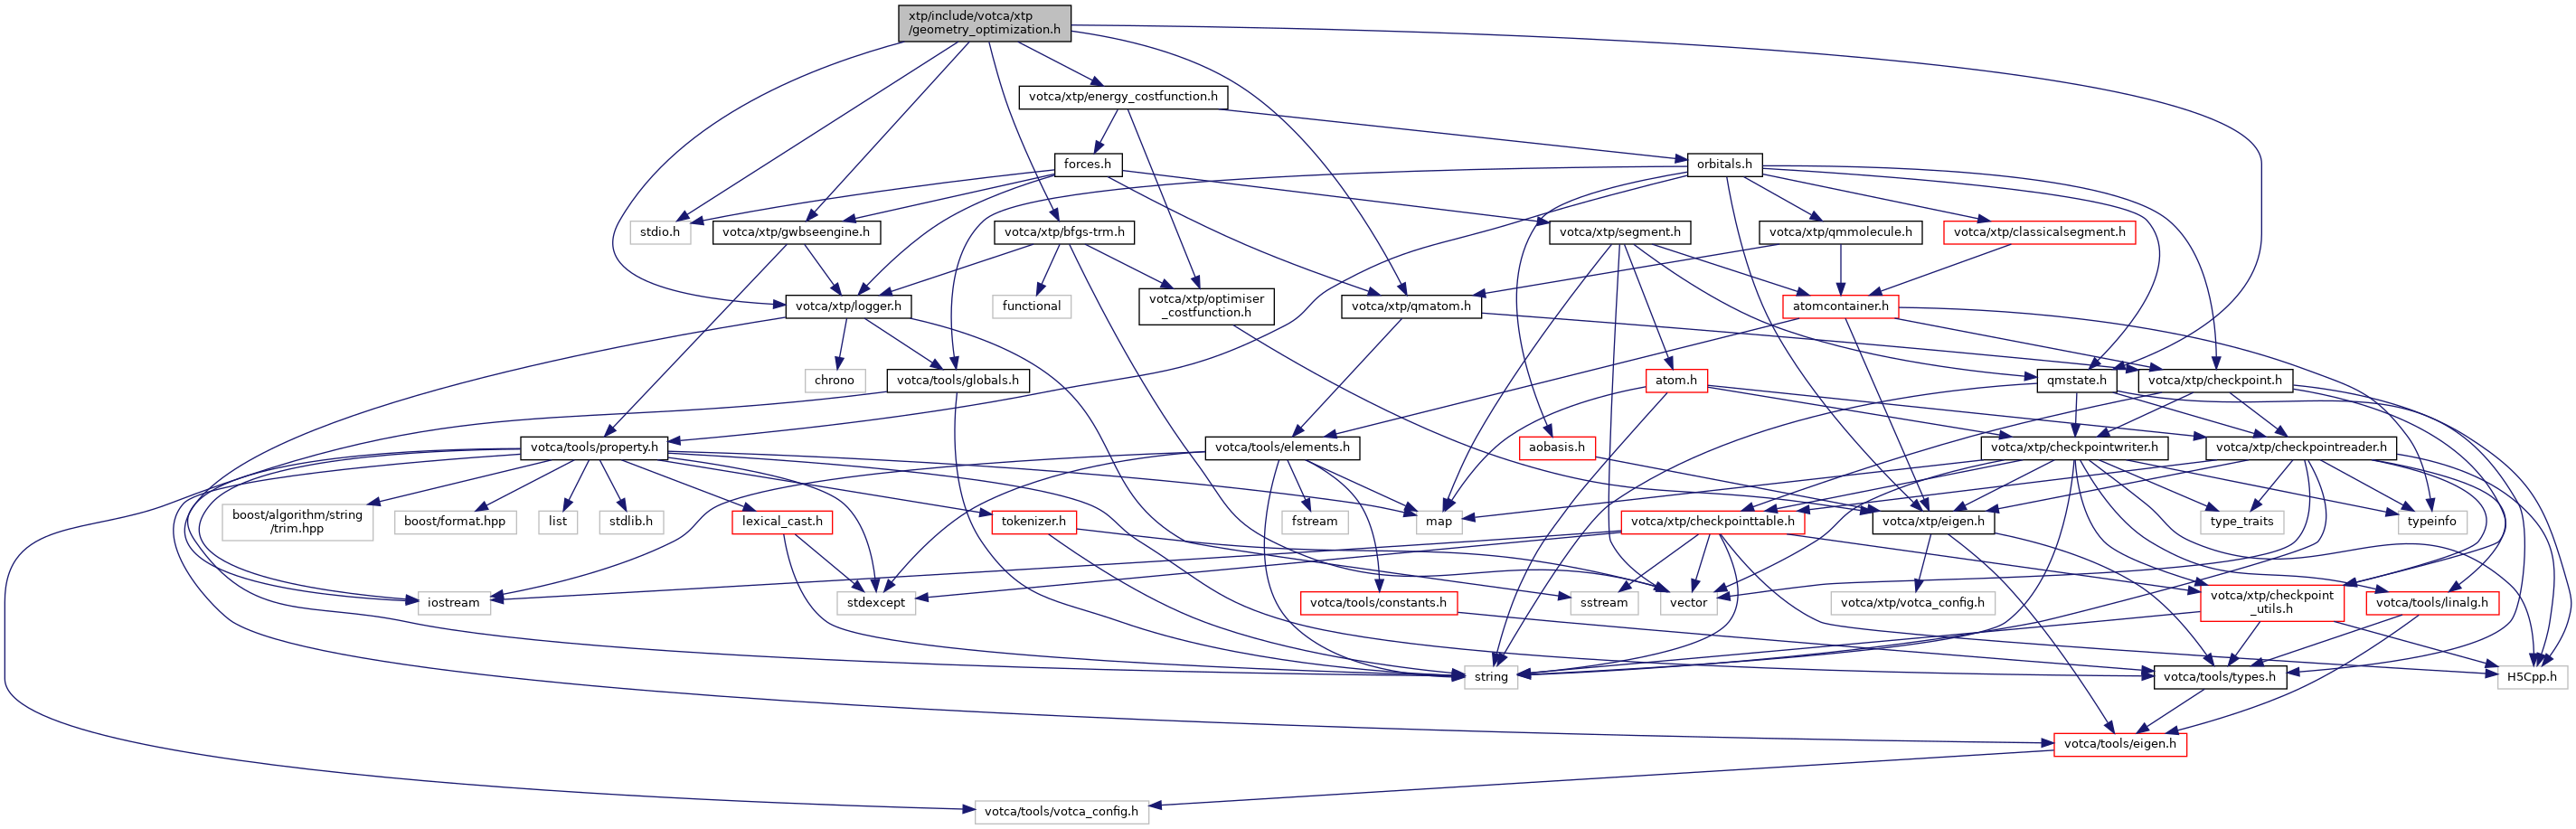 xtp/include/votca/xtp
/geometry_optimization.h
votca/xtp/energy_costfunction.h
forces.h
orbitals.h
stdio.h
votca/xtp/gwbseengine.h
votca/xtp/bfgs-trm.h
votca/xtp/segment.h
votca/xtp/qmmolecule.h
votca/xtp/classicalsegment.h
votca/xtp/logger.h
functional
votca/xtp/optimiser
_costfunction.h
votca/xtp/qmatom.h
atomcontainer.h
chrono
votca/tools/globals.h
atom.h
qmstate.h
votca/xtp/checkpoint.h
votca/tools/property.h
votca/tools/elements.h
aobasis.h
votca/xtp/checkpointwriter.h
votca/xtp/checkpointreader.h
boost/algorithm/string
/trim.hpp
boost/format.hpp
list
stdlib.h
lexical_cast.h
tokenizer.h
fstream
map
votca/xtp/checkpointtable.h
votca/xtp/eigen.h
type_traits
typeinfo
iostream
stdexcept
votca/tools/constants.h
sstream
vector
votca/xtp/votca_config.h
votca/xtp/checkpoint
_utils.h
votca/tools/linalg.h
string
votca/tools/types.h
H5Cpp.h
votca/tools/eigen.h
votca/tools/votca_config.h